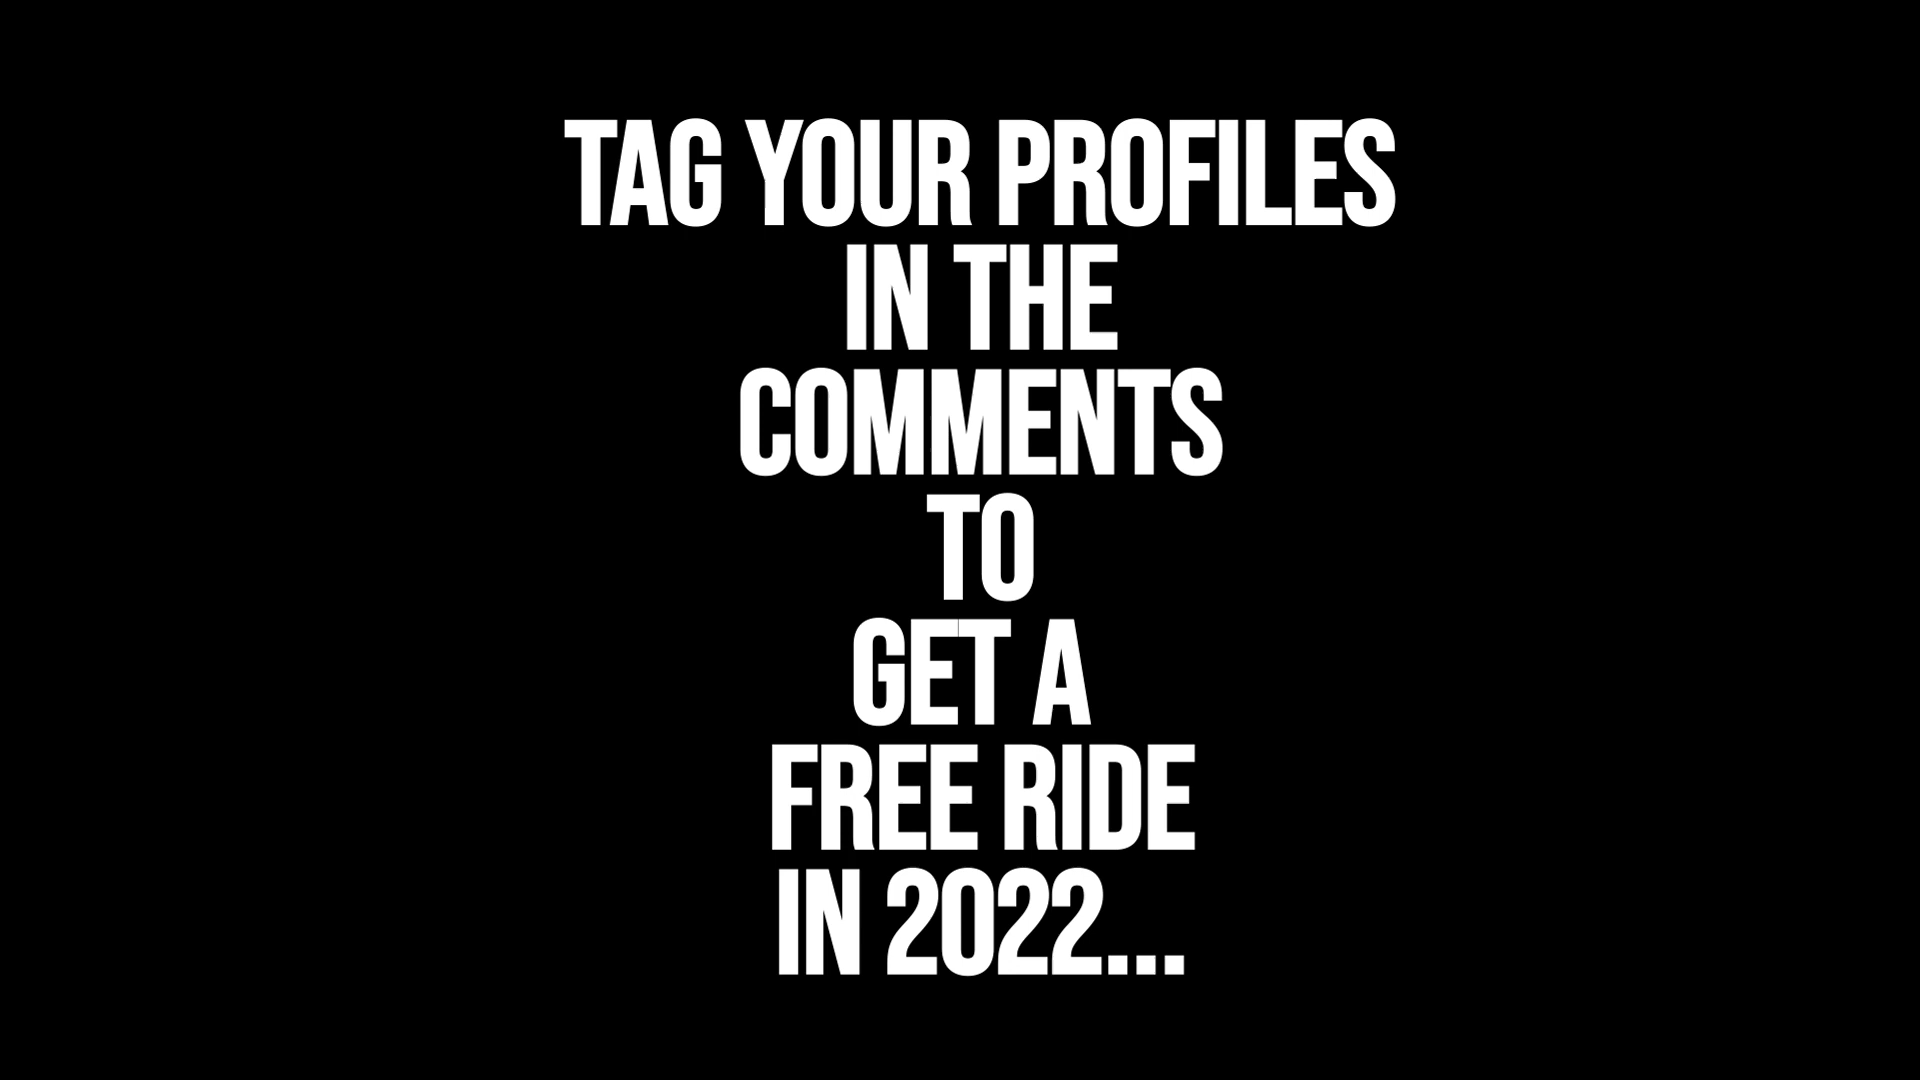 TAG YOUR PROFILES
IN THE
COMMENTS
TO
GET A
FREE RIDE
IN 2022...